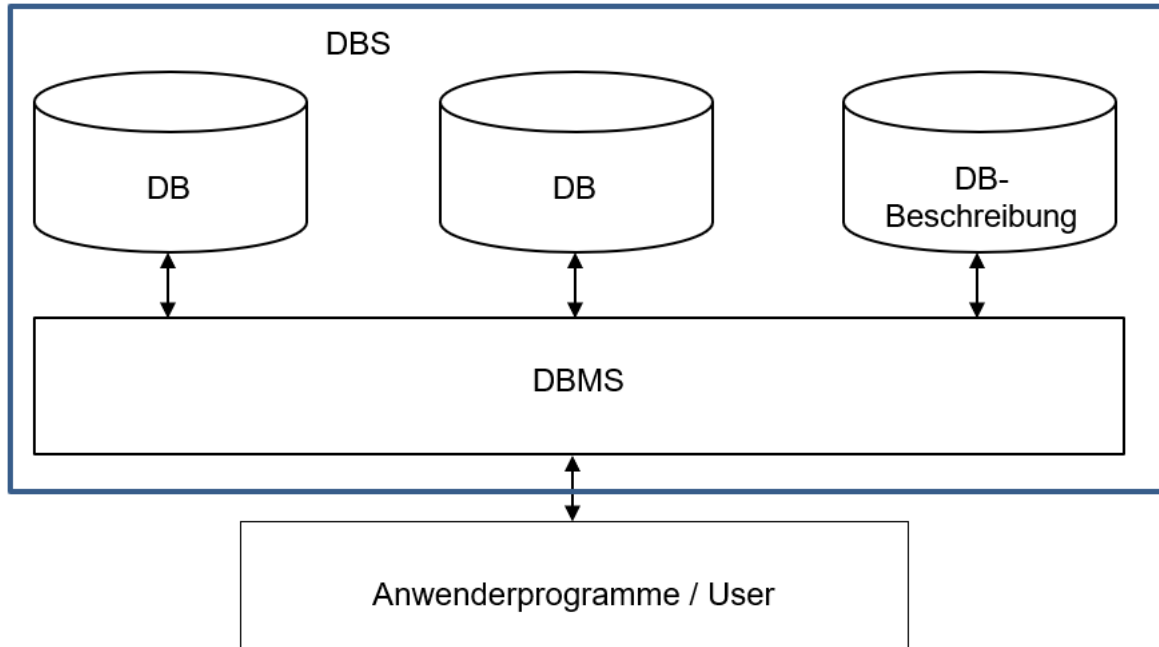 DBS
DB
DB
DB-
Beschreibung
DBMS
Anwenderprogramme / User